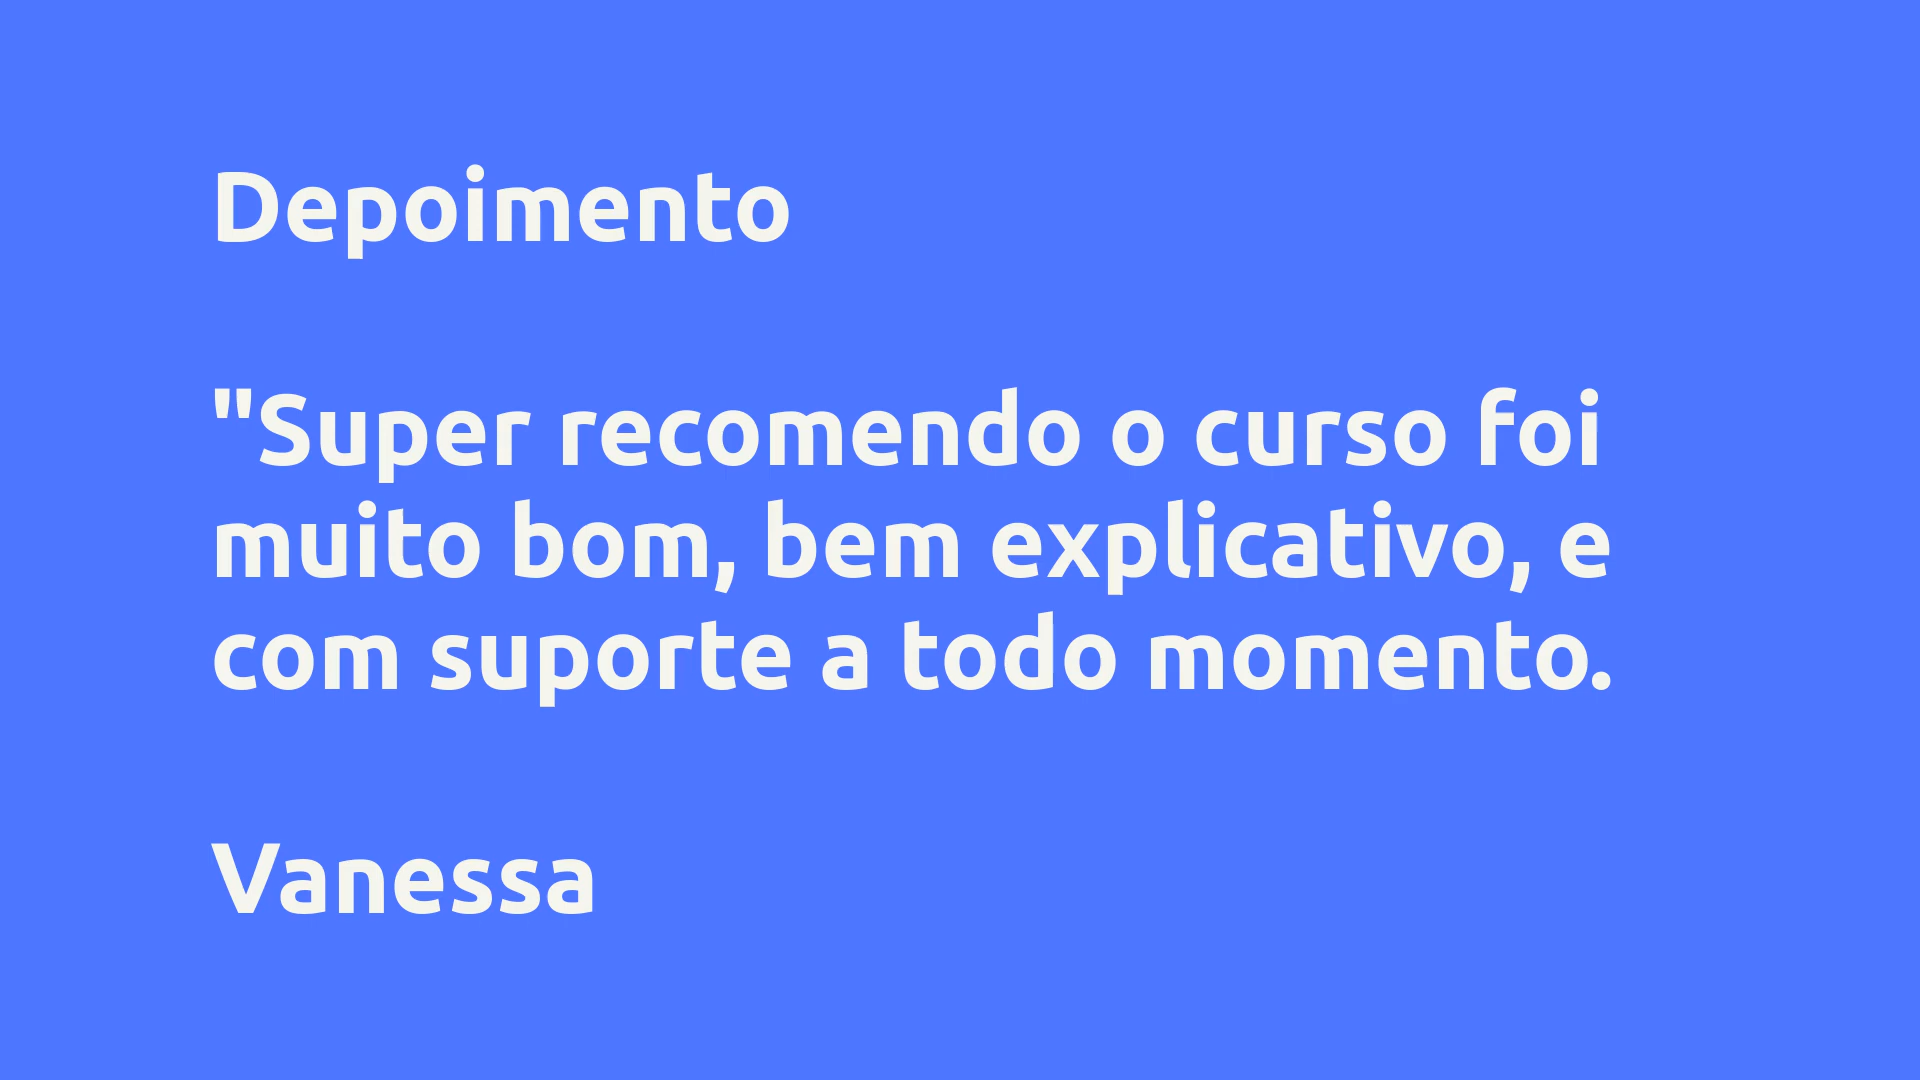 Depoimento
"Super recomendo o curso foi
muito bom, bem explicativo, e
com suporte a todo momento.
Vanessa